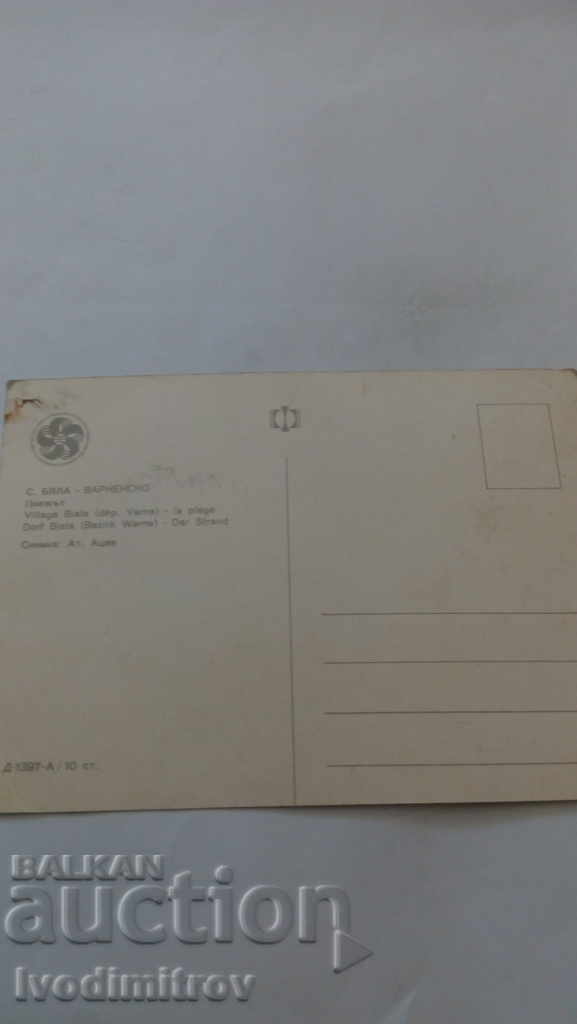 С. БЯЛА - ВАРНЕНСКО
Плажът
Village Biala (dép. Varna) - la plage
Dorf Biala (Bezirk Warna) - Der Strand
Снимка: Ат. Ацев
Д-1397-А / 10 ст.
BALKAN
auction
Ivodimitrov